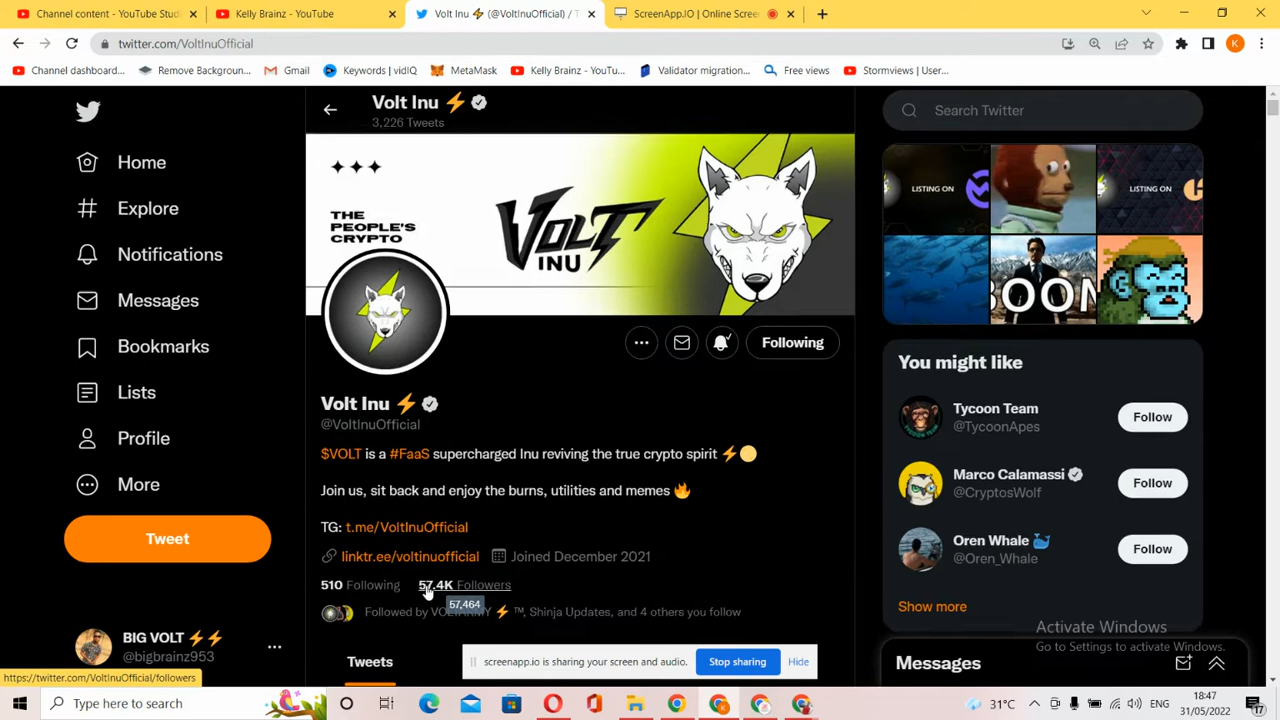 Channel content - YouTube Studi
Kelly Brainz - YouTube
Volt Inu ⚡ (@VoltInuOfficial) / T
ScreenApp.IO | Online Scree
twitter.com/VoltInuOfficial
K
Channel dashboard...
Remove Backgroun...
Gmail
Keywords | vidIQ
MetaMask
Kelly Brainz - YouTu...
Validator migration...
Free views
Stormviews | User...
Volt Inu ⚡
3,226 Tweets
Search Twitter
Home
Explore
Notifications
Messages
Bookmarks
Lists
Profile
More
Tweet
THE
PEOPLE'S
CRYPTO
VOLT
INU
LISTING ON
LISTING ON
BOOM
Following
Volt Inu ⚡
@VoltInuOfficial
$VOLT is a #FaaS supercharged Inu reviving the true crypto spirit ⚡🟡
Join us, sit back and enjoy the burns, utilities and memes 🔥
TG: t.me/VoltInuOfficial
linktr.ee/voltinuofficial Joined December 2021
510 Following 57.4K Followers
57,464
Followed by VOLTARMY ⚡ ™, Shinja Updates, and 4 others you follow
Tweets
You might like
Tycoon Team
@TycoonApes
Follow
Marco Calamassi
@CryptosWolf
Follow
Oren Whale 🐳
@Oren_Whale
Follow
Show more
Activate Windows
Go to Settings to activate Windows.
Messages
BIG VOLT ⚡⚡
@bigbrainz953
https://twitter.com/VoltInuOfficial/followers
screenapp.io is sharing your screen and audio.
Stop sharing
Hide
Type here to search
31°C
ENG
18:47
31/05/2022
17